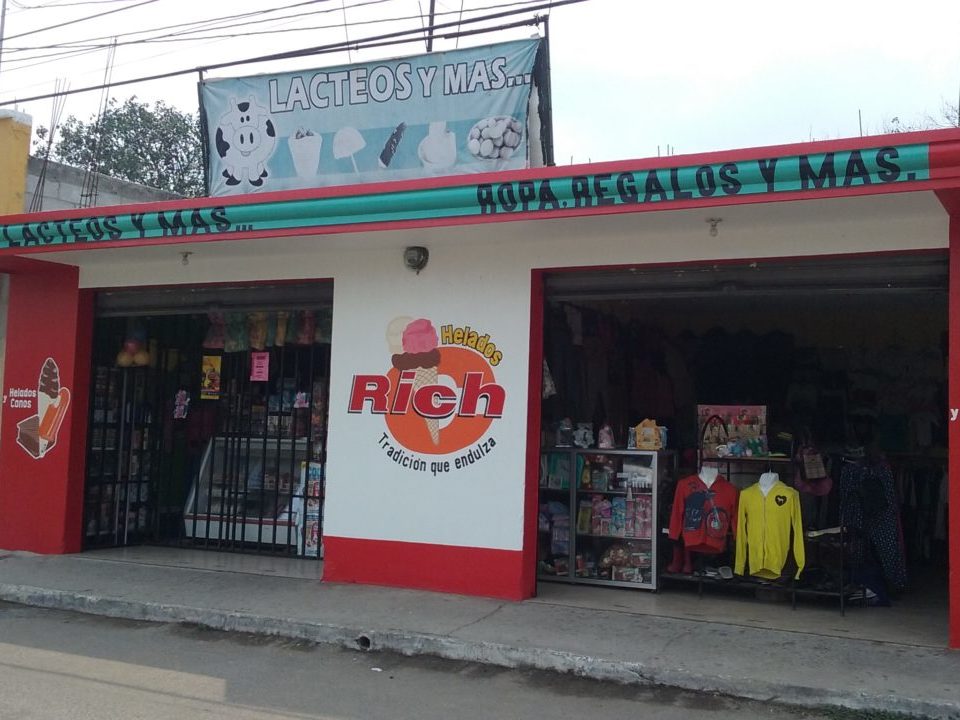 LACTEOS Y MAS...
LACTEOS Y MAS...
ROPA.REGALOS Y MAS.
Helados
Rich
Tradición que endulza
Helados y
Conos
y